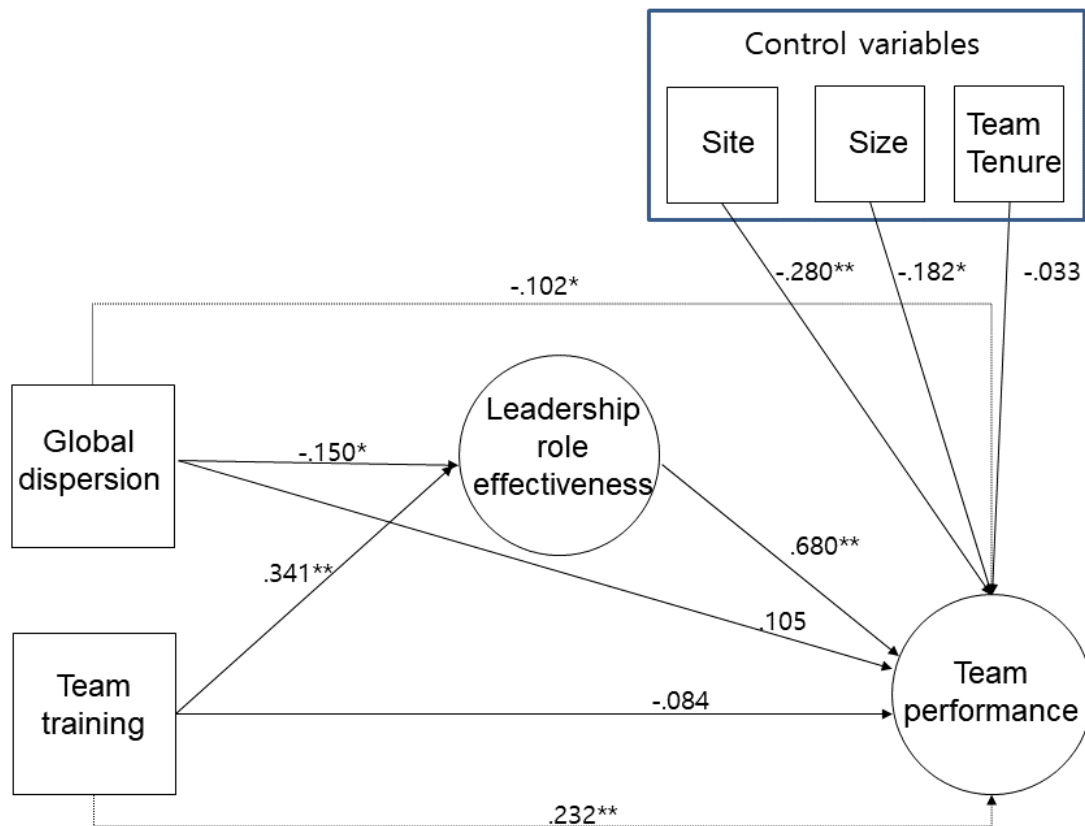 Control variables
Site
Size
Team
Tenure
-.280**
-.182*
-.033
-.102*
Global
dispersion
-.150*
Leadership
role
effectiveness
.341**
.680**
.105
Team
training
-.084
Team
performance
.232**